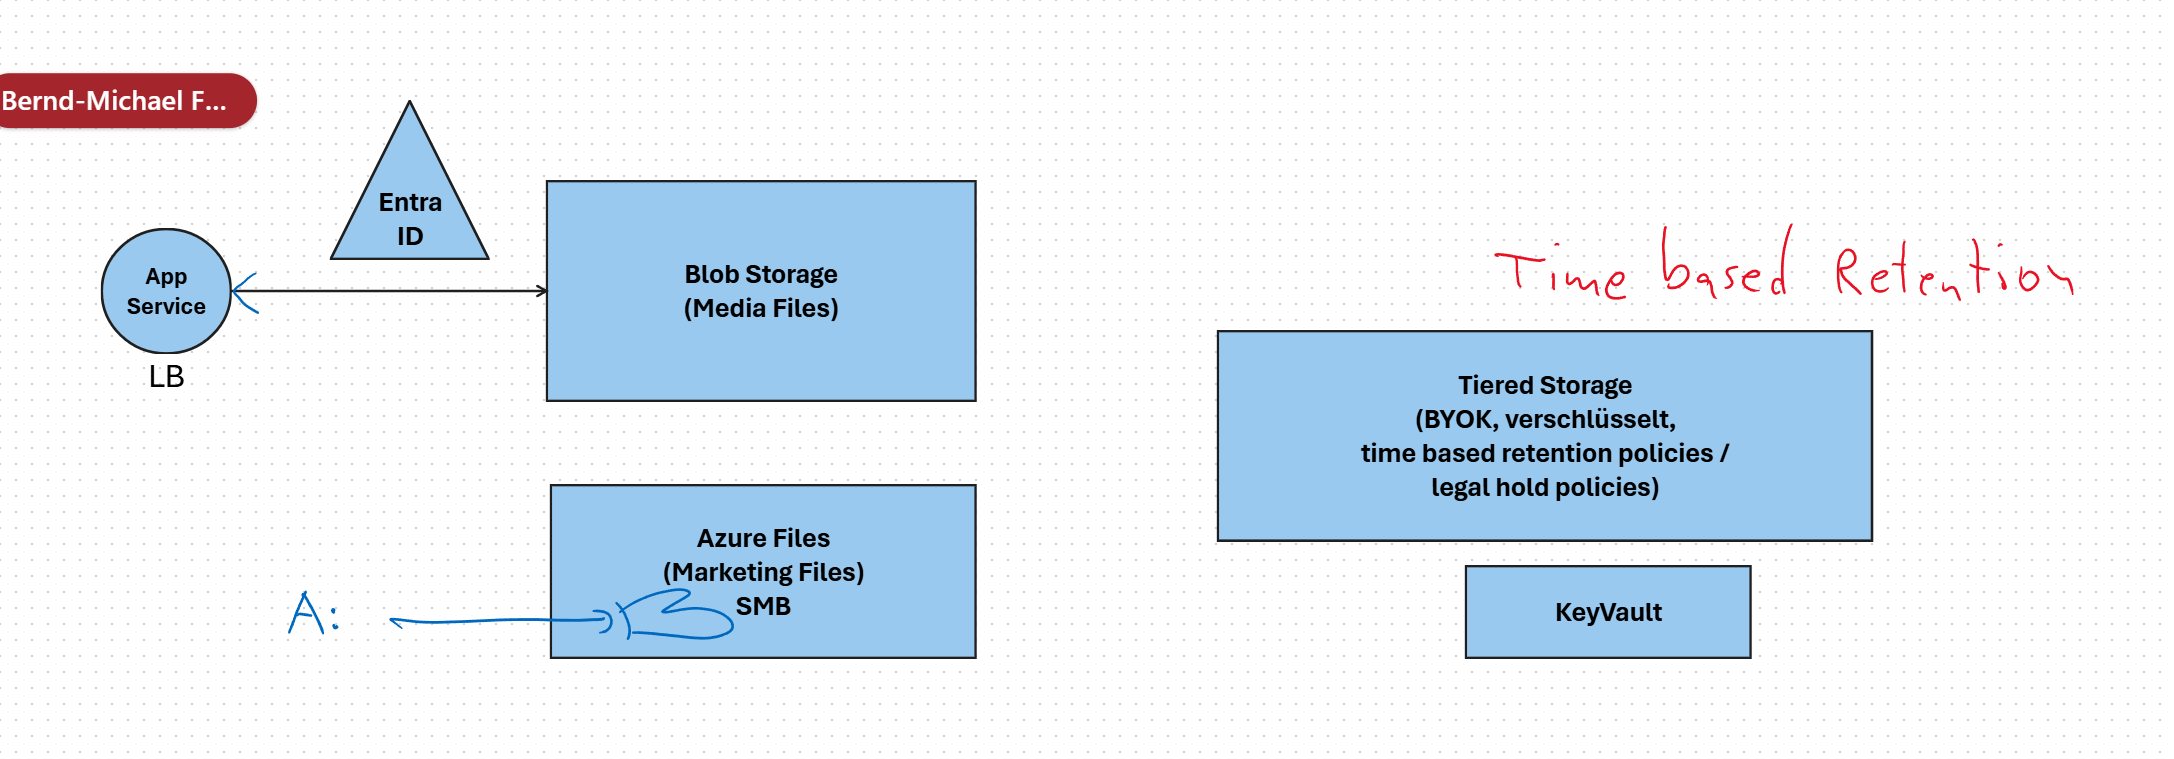 Bernd-Michael F...
Entra
ID
App
Service
LB
Blob Storage
(Media Files)
Time based Retention
Tiered Storage
(BYOK, verschlüsselt,
time based retention policies /
legal hold policies)
Azure Files
(Marketing Files)
SMB
A:
KeyVault